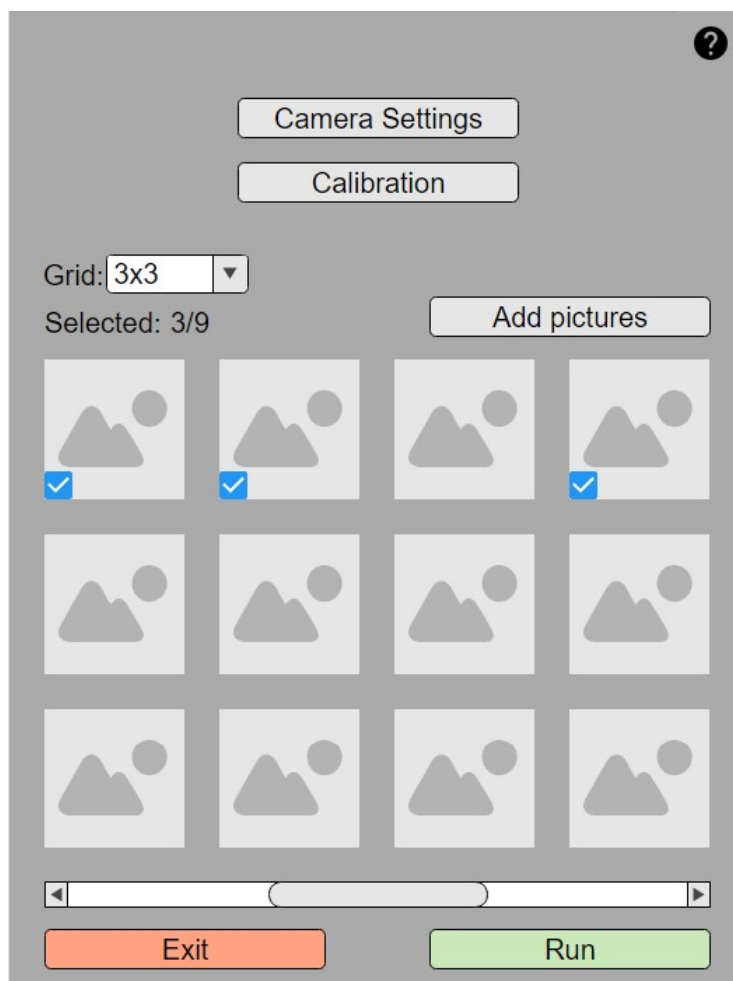 ?
Camera Settings
Calibration
Grid: 3x3
Selected: 3/9
Add pictures
Exit
Run